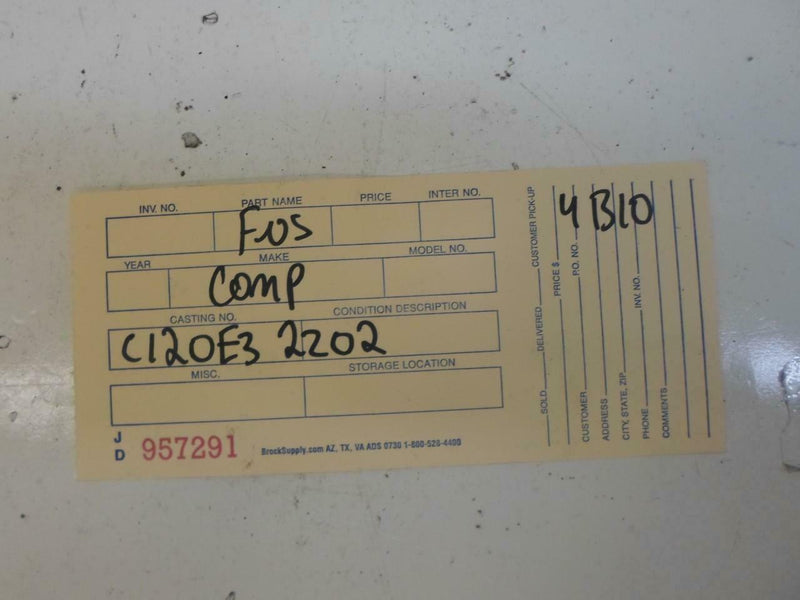 INV. NO. PART NAME PRICE INTER NO.
Fus
YEAR MAKE MODEL NO.
Comp
CASTING NO. CONDITION DESCRIPTION
C120E3 2202
MISC. STORAGE LOCATION
J D 957291
BrockSupply.com AZ, TX, VA ADS 0730 1-800-528-4400
SOLD DELIVERED CUSTOMER PICK-UP
PRICE $
P.O. NO.
4B10
CUSTOMER
ADDRESS
CITY, STATE, ZIP
PHONE INV. NO.
COMMENTS